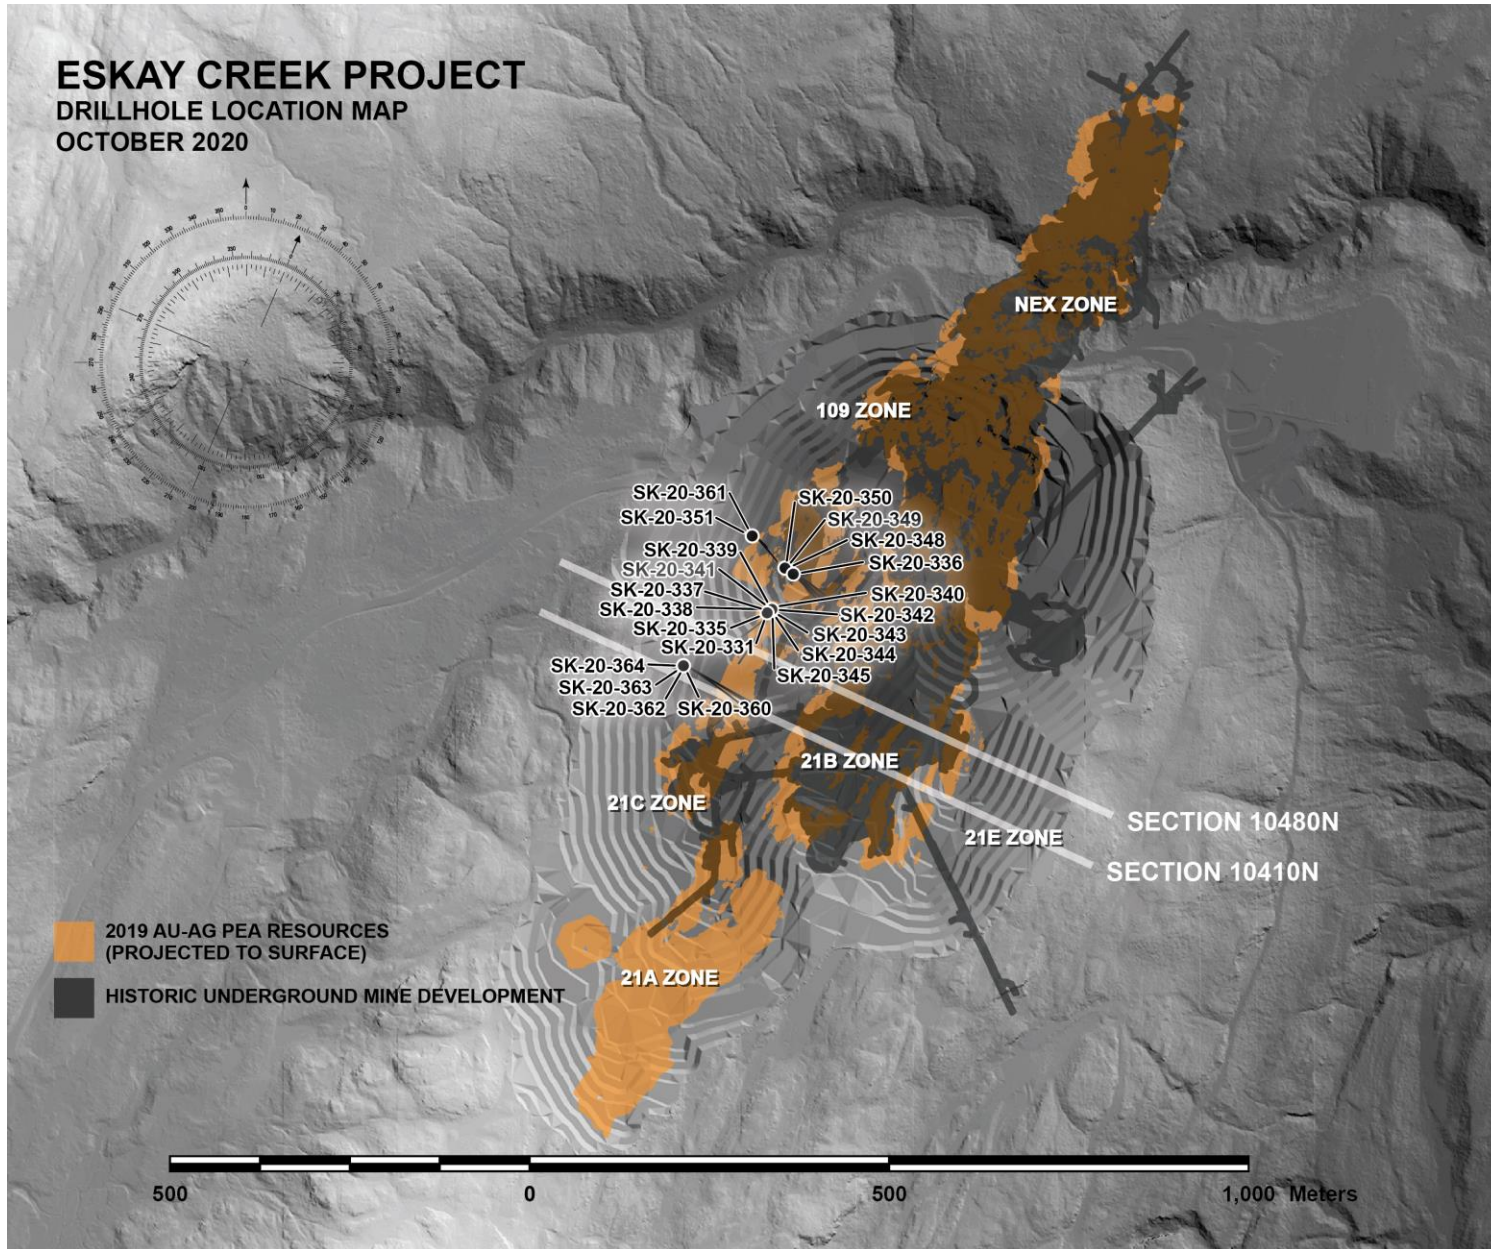 ESKAY CREEK PROJECT
DRILLHOLE LOCATION MAP
OCTOBER 2020
NEX ZONE
109 ZONE
SK-20-361
SK-20-350
SK-20-351
SK-20-349
SK-20-348
SK-20-339
SK-20-336
SK-20-341
SK-20-337
SK-20-340
SK-20-338
SK-20-342
SK-20-335
SK-20-343
SK-20-331
SK-20-344
SK-20-364
SK-20-345
SK-20-363
SK-20-362
SK-20-360
21B ZONE
21C ZONE
SECTION 10480N
21E ZONE
SECTION 10410N
2019 AU-AG PEA RESOURCES
(PROJECTED TO SURFACE)
21A ZONE
HISTORIC UNDERGROUND MINE DEVELOPMENT
500 0 500 1,000 Meters